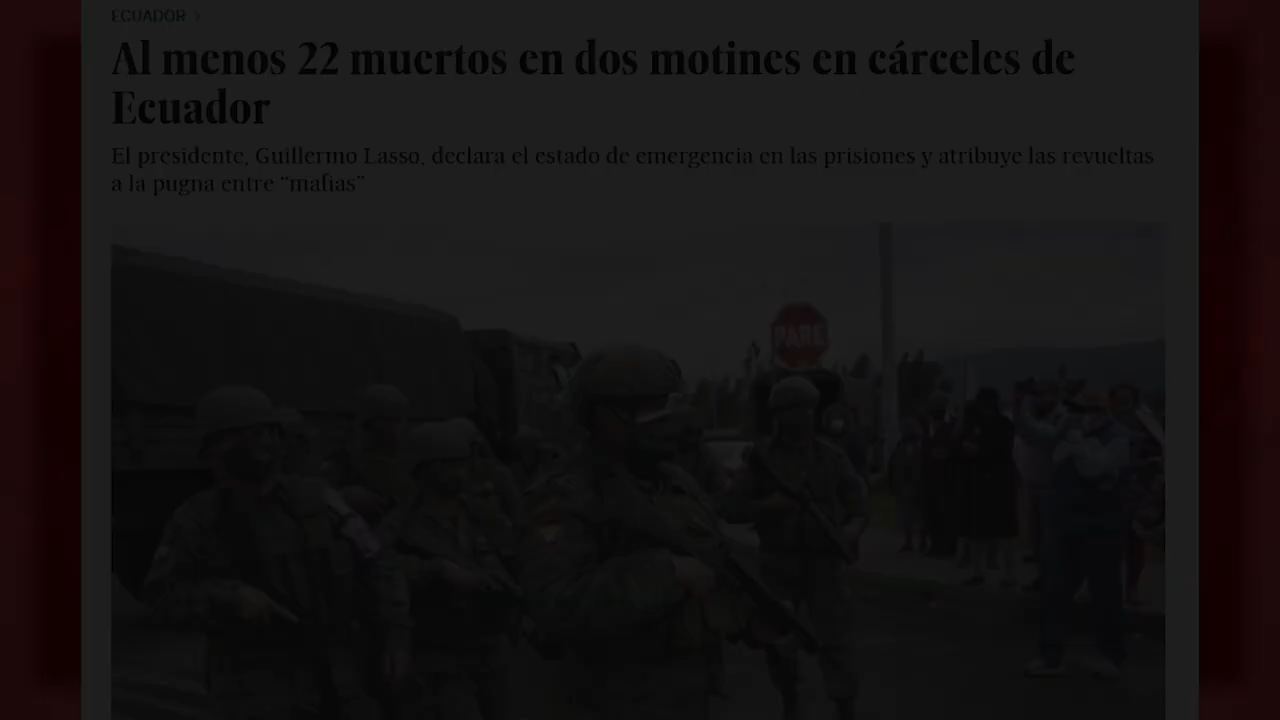 ECUADOR >
Al menos 22 muertos en dos motines en cárceles de
Ecuador
El presidente, Guillermo Lasso, declara el estado de emergencia en las prisiones y atribuye las revueltas
a la pugna entre “mafias”
PARE